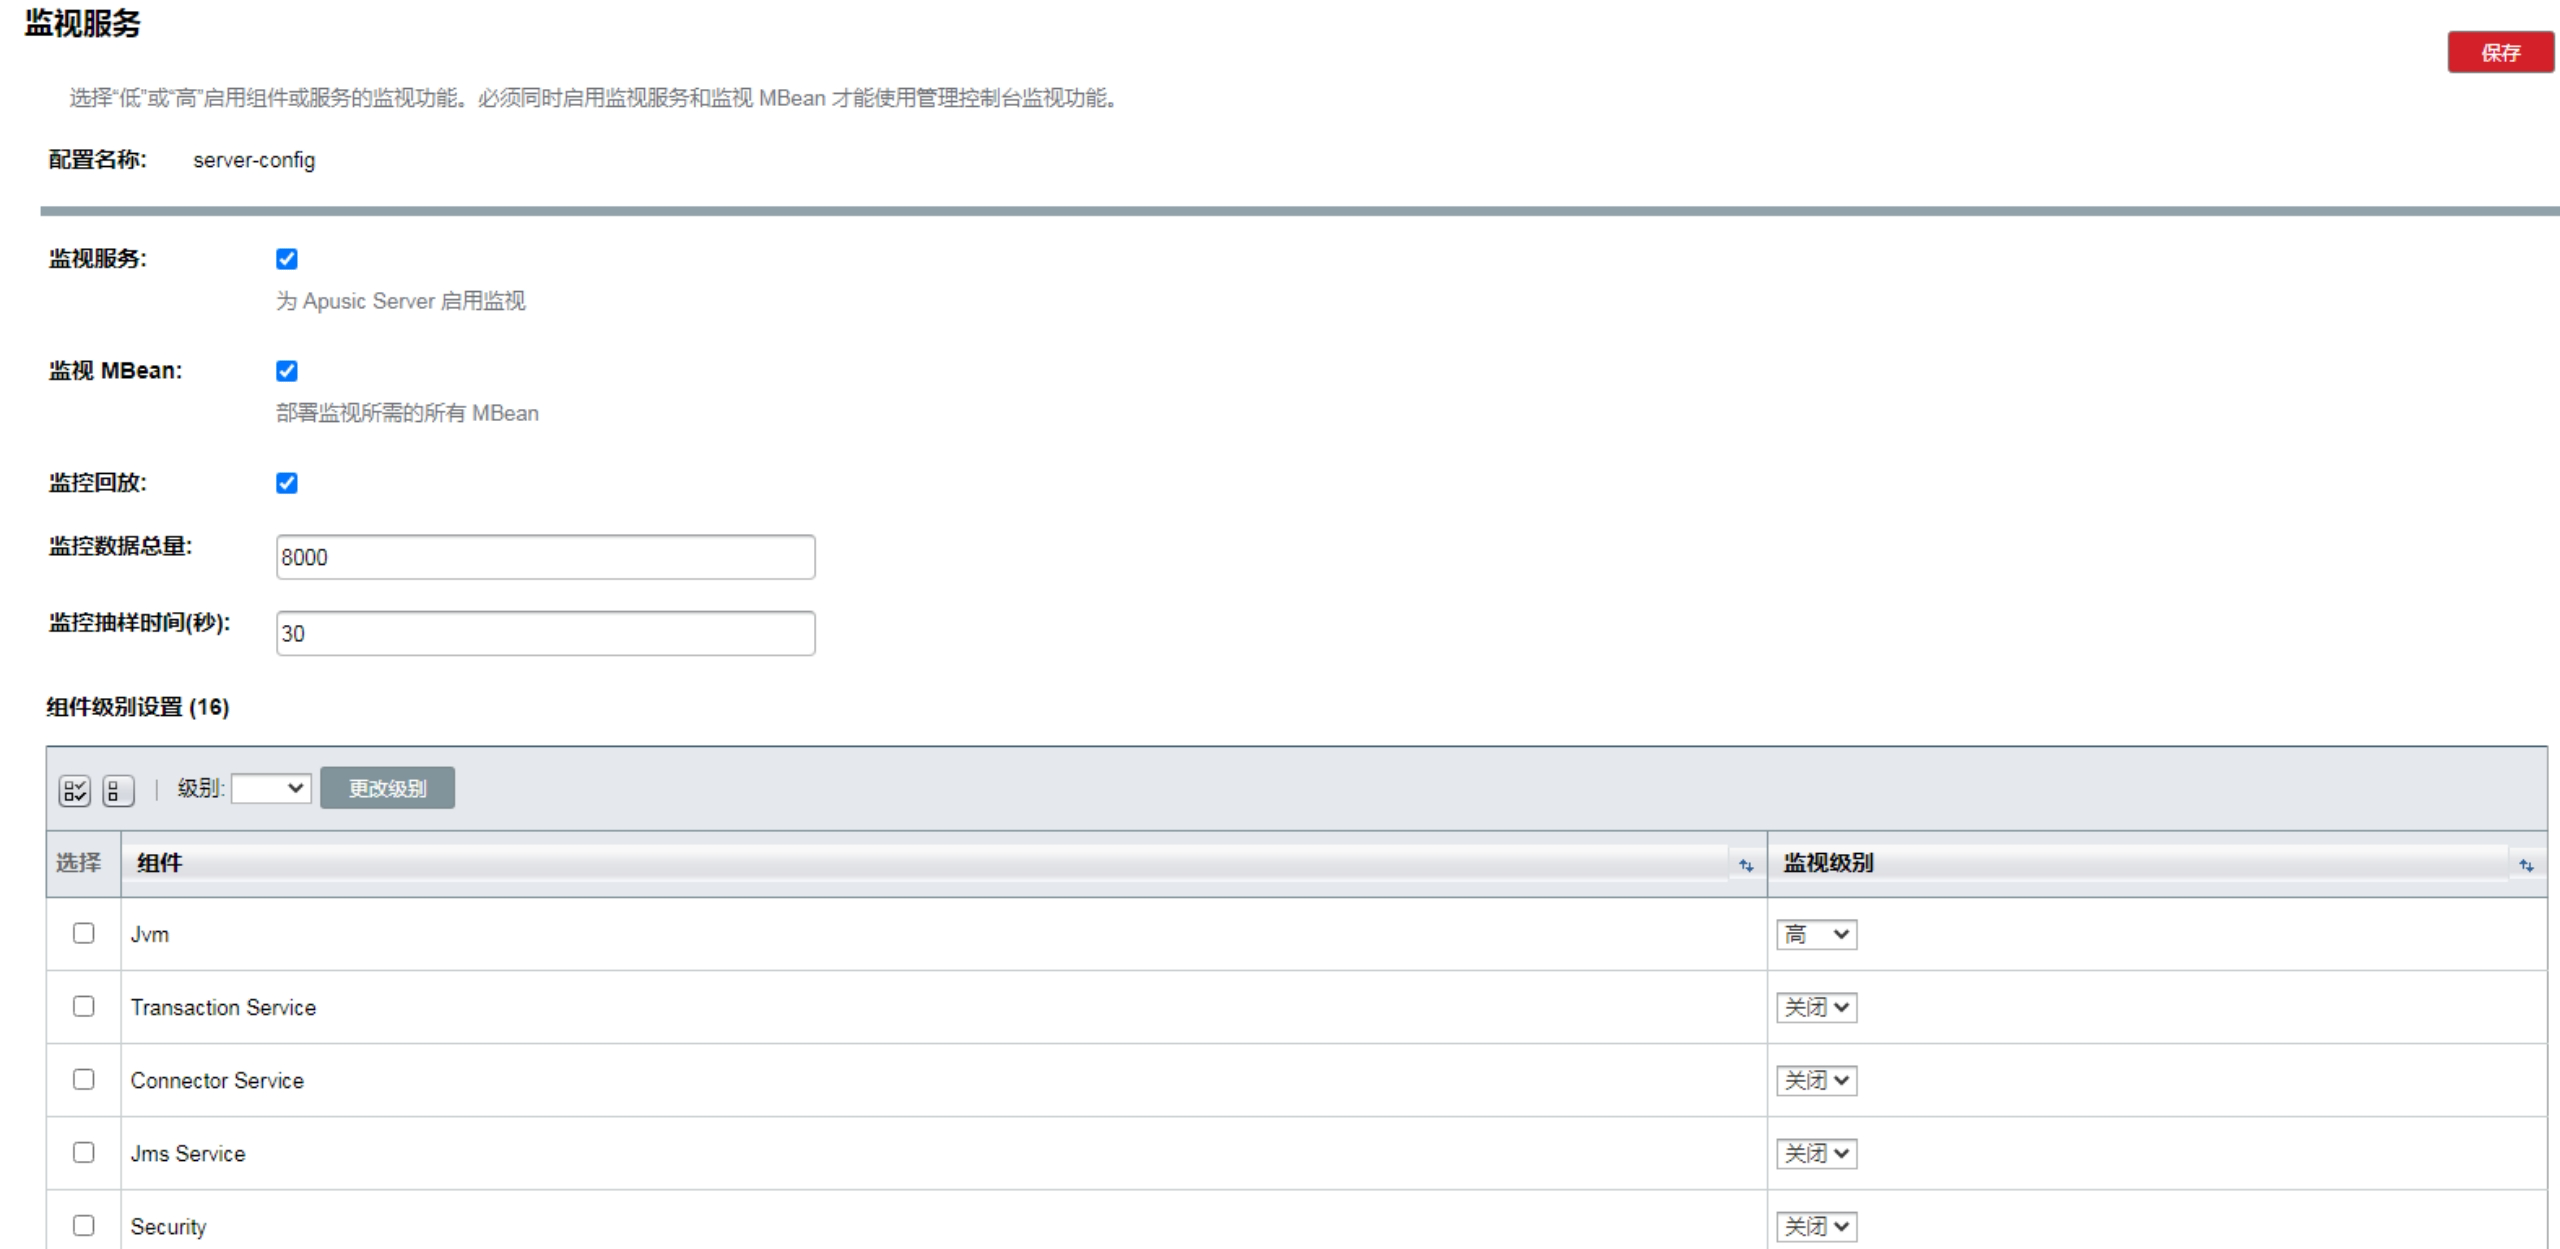 监视服务
保存
选择“低”或“高”启用组件或服务的监视功能。必须同时启用监视服务和监视 MBean 才能使用管理控制台监视功能。
配置名称: server-config
监视服务:
为 Apusic Server 启用监视
监视 MBean:
部署监视所需的所有 MBean
监控回放:
监控数据总量: 8000
监控抽样时间(秒): 30
组件级别设置 (16)
级别: 更改级别
选择 组件 监视级别
Jvm 高
Transaction Service 关闭
Connector Service 关闭
Jms Service 关闭
Security 关闭